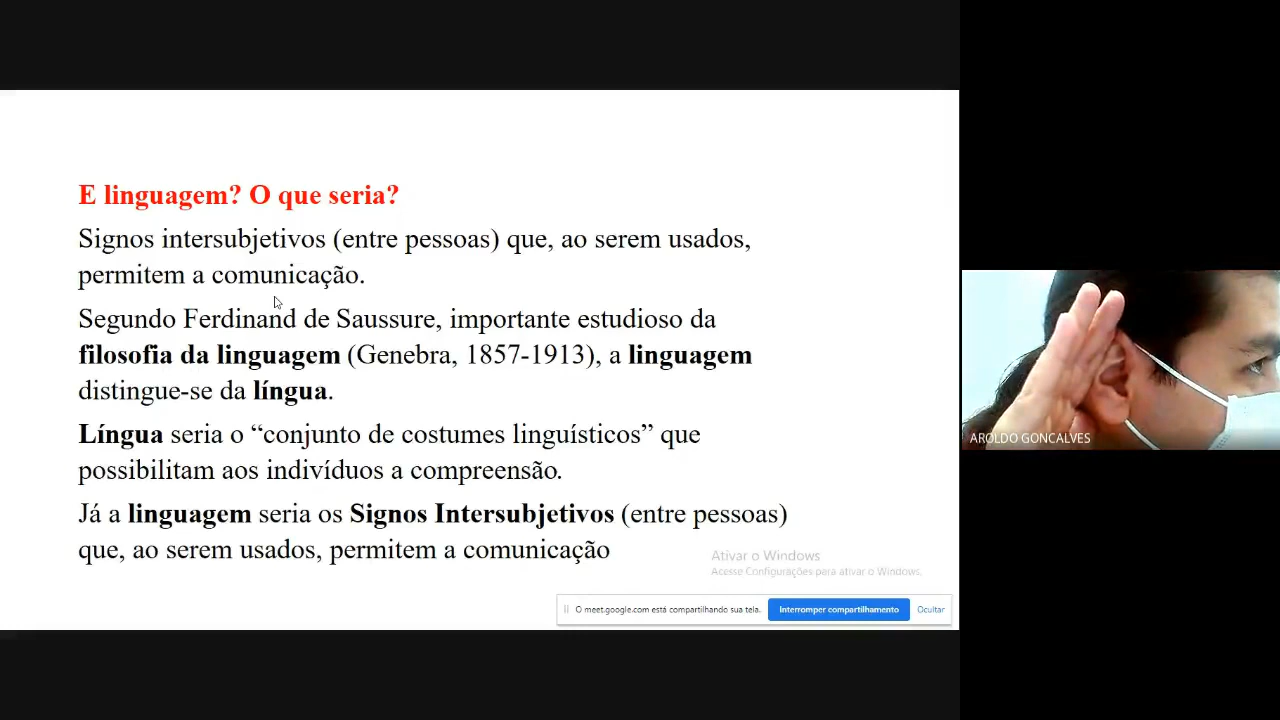 E linguagem? O que seria?
Signos intersubjetivos (entre pessoas) que, ao serem usados,
permitem a comunicação.
Segundo Ferdinand de Saussure, importante estudioso da
filosofia da linguagem (Genebra, 1857-1913), a linguagem
distingue-se da língua.
Língua seria o “conjunto de costumes linguísticos” que
possibilitam aos indivíduos a compreensão.
Já a linguagem seria os Signos Intersubjetivos (entre pessoas)
que, ao serem usados, permitem a comunicação
Ativar o Windows
Acesse Configurações para ativar o Windows.
O meet.google.com está compartilhando sua tela.
Interromper compartilhamento
Ocultar
AROLDO GONCALVES